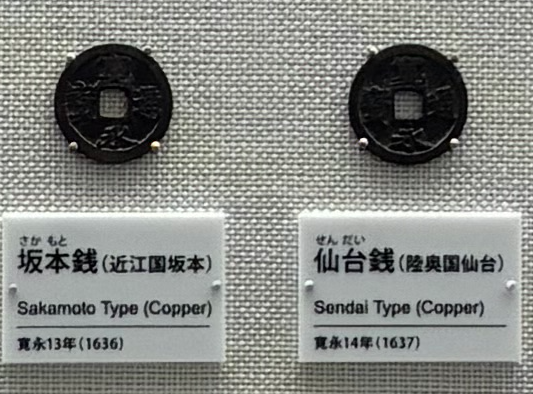 さかもと
坂本銭(近江国坂本)
Sakamoto Type (Copper)
寛永13年(1636)
せんだい
仙台銭(陸奥国仙台)
Sendai Type (Copper)
寛永14年(1637)